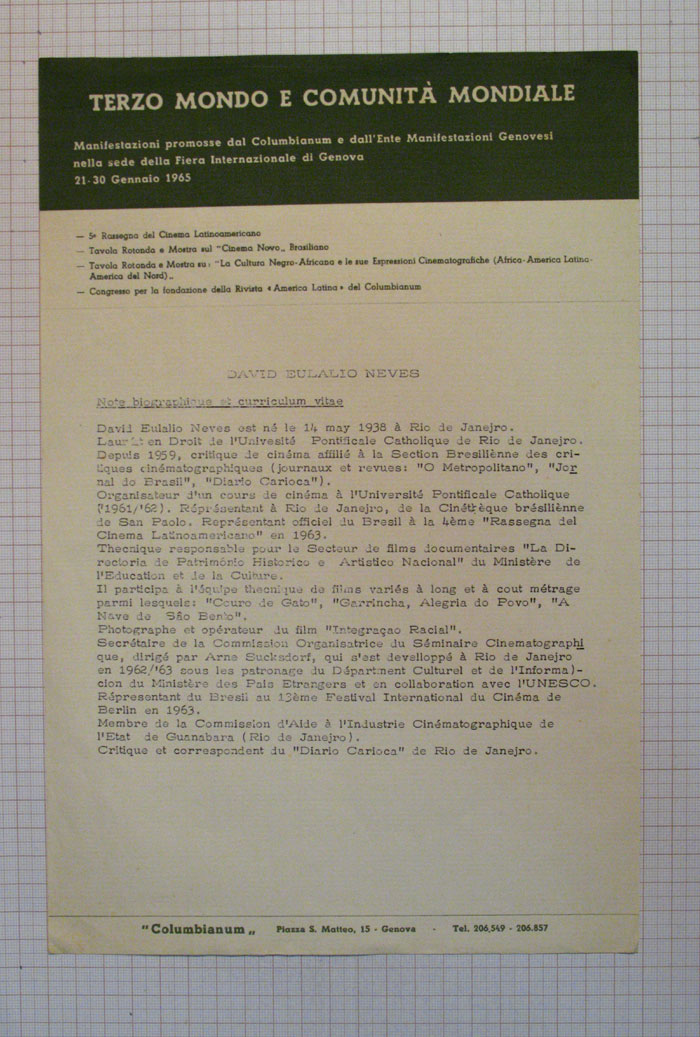 TERZO MONDO E COMUNITÀ MONDIALE
Manifestazioni promosse dal Columbianum e dall'Ente Manifestazioni Genovesi
nella sede della Fiera Internazionale di Genova
21-30 Gennaio 1965
— 5ª Rassegna del Cinema Latinoamericano
— Tavola Rotonda e Mostra sul "Cinema Novo„ Brasiliano
— Tavola Rotonda e Mostra su: "La Cultura Negro-Africana e le sue Espressioni Cinematografiche (Africa-America Latina-
America del Nord)„
— Congresso per la fondazione della Rivista «America Latina» del Columbianum
DAVID EULALIO NEVES
Note biographique et curriculum vitae
David Eulalio Neves est né le 14 may 1938 à Rio de Janejro.
en Droit de l'Univesité Pontificale Catholique de Rio de Janejro.
Depuis 1959, critique de cinéma affilié à la Section Bresiliènne des cri-
tiques cinématographiques (journaux et revues: "O Metropolitano", "Jor
nal do Brasil", "Diario Carioca").
Organisateur d'un cours de cinéma à l'Université Pontificale Catholique
('1961/'62). Réprésentant à Rio de Janejro, de la Cinéthèque brésiliènne
de San Paolo. Représentant officiel du Bresil à la 4ème "Rassegna del
Cinema Latinoamericano" en 1963.
Thecnique responsable pour le Secteur de films documentaires "La Di-
rectoria de Património Historico e Artistico Nacional" du Ministère de
l'Education et de la Culture.
Il participa à l'équipe thecnique de films variés à long et à cout métrage
parmi lesquels: "Couro de Gato", "Garrincha, Alegria do Povo", "A
Nave de São Bento".
Photographe et opérateur du film "Integraçao Racial".
Secrétaire de la Commission Organisatrice du Séminaire Cinematographi
que, dirigé par Arne Sucksdorf, qui s'est developpé à Rio de Janejro
en 1962/'63 sous les patronage du Départment Culturel et de l'Informa)-
cion du Ministère des Pais Etrangers et en collaboration avec l'UNESCO.
Réprésentant du Bresil au 13ème Festival International du Cinéma de
Berlin en 1963.
Membre de la Commission d'Aide à l'Industrie Cinématographique de
l'Etat de Guanabara (Rio de Janejro).
Critique et correspondent du "Diario Carioca" de Rio de Janejro.
"Columbianum„ Piazza S. Matteo, 15 - Genova - Tel. 206.549 - 206.857